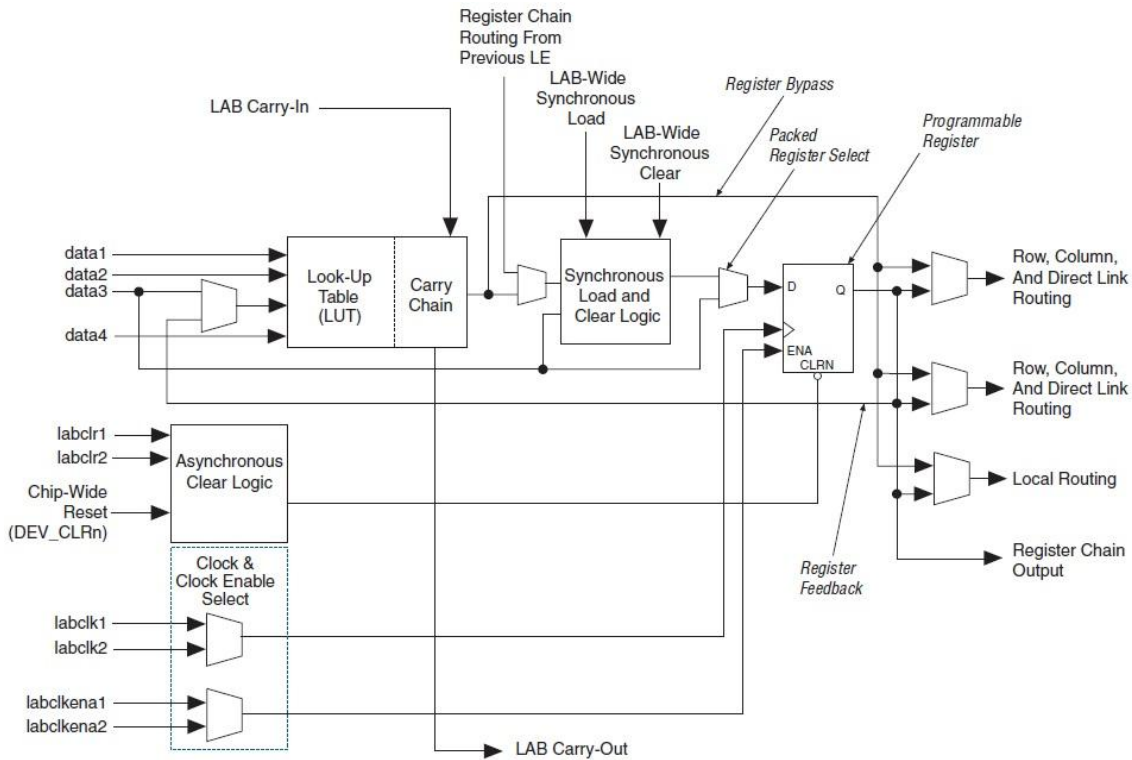 Register Chain
Routing From
Previous LE
LAB-Wide
Synchronous
Load
LAB-Wide
Synchronous
Clear
Register Bypass
Packed
Register Select
Programmable
Register
LAB Carry-In
data1
data2
data3
data4
Look-Up
Table
(LUT)
Carry
Chain
Synchronous
Load and
Clear Logic
D
Q
ENA
CLRN
Row, Column,
And Direct Link
Routing
Row, Column,
And Direct Link
Routing
Local Routing
Register Chain
Output
Register
Feedback
labclr1
labclr2
Chip-Wide
Reset
(DEV_CLRn)
Asynchronous
Clear Logic
Clock &
Clock Enable
Select
labclk1
labclk2
labclkena1
labclkena2
LAB Carry-Out